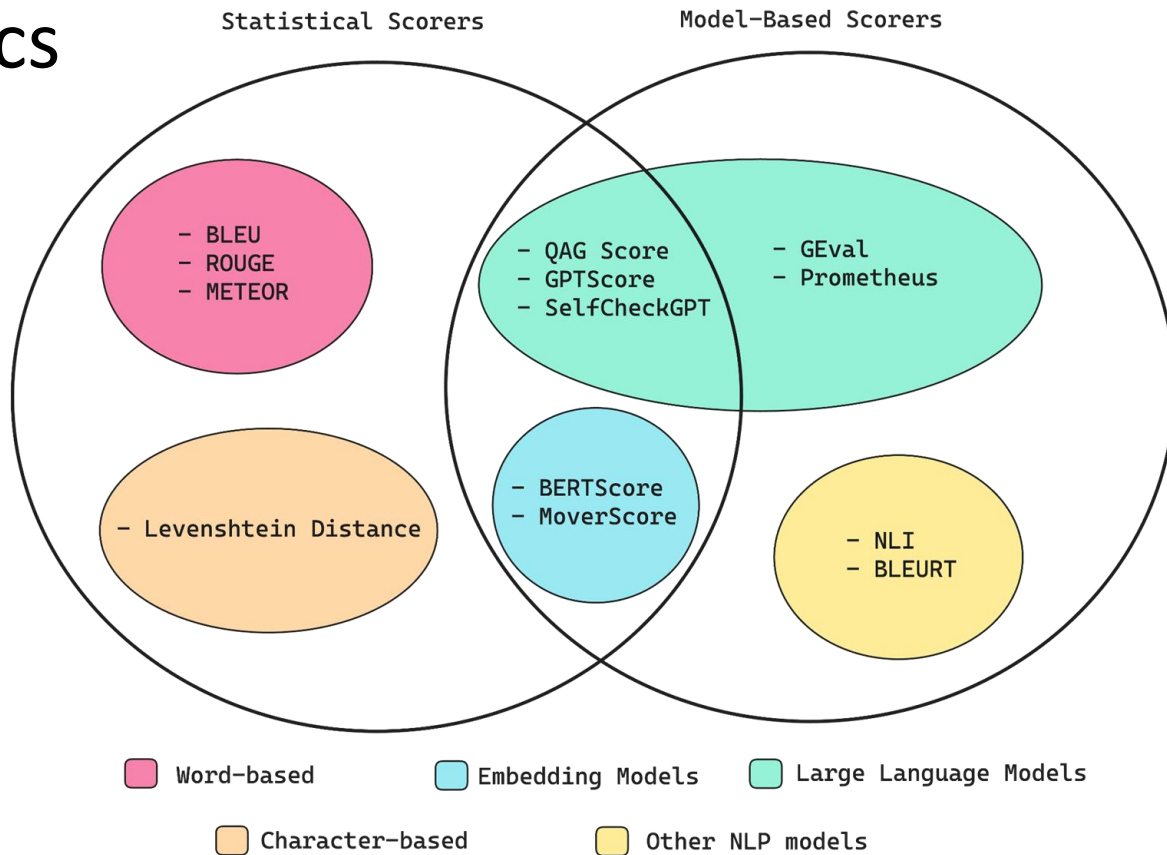 cs
Statistical Scorers
Model-Based Scorers
- BLEU
- ROUGE
- METEOR
- QAG Score
- GPTScore
- SelfCheckGPT
- GEval
- Prometheus
- Levenshtein Distance
- BERTScore
- MoverScore
- NLI
- BLEURT
Word-based
Embedding Models
Large Language Models
Character-based
Other NLP models